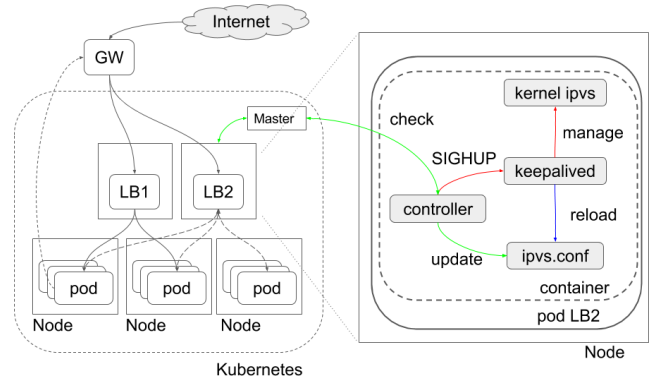 Internet
GW
Master
LB1
LB2
pod
pod
pod
Node
Node
Node
Kubernetes
kernel ipvs
check
manage
SIGHUP
keepalived
controller
reload
update
ipvs.conf
container
pod LB2
Node